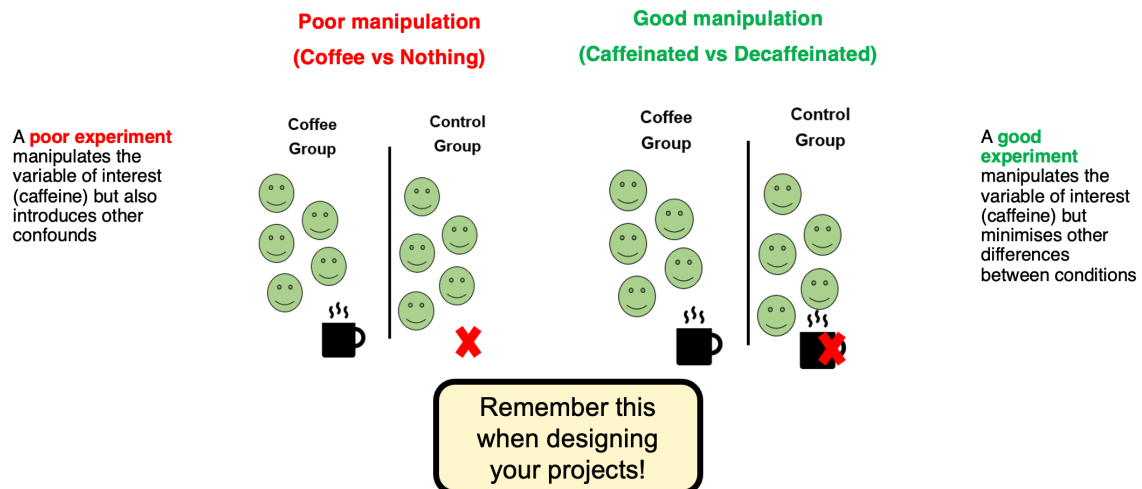 Poor manipulation
(Coffee vs Nothing)
Good manipulation
(Caffeinated vs Decaffeinated)
A poor experiment
manipulates the
variable of interest
(caffeine) but also
introduces other
confounds
Coffee
Group
Control
Group
Coffee
Group
Control
Group
A good
experiment
manipulates the
variable of interest
(caffeine) but
minimises other
differences
between conditions
Remember this
when designing
your projects!